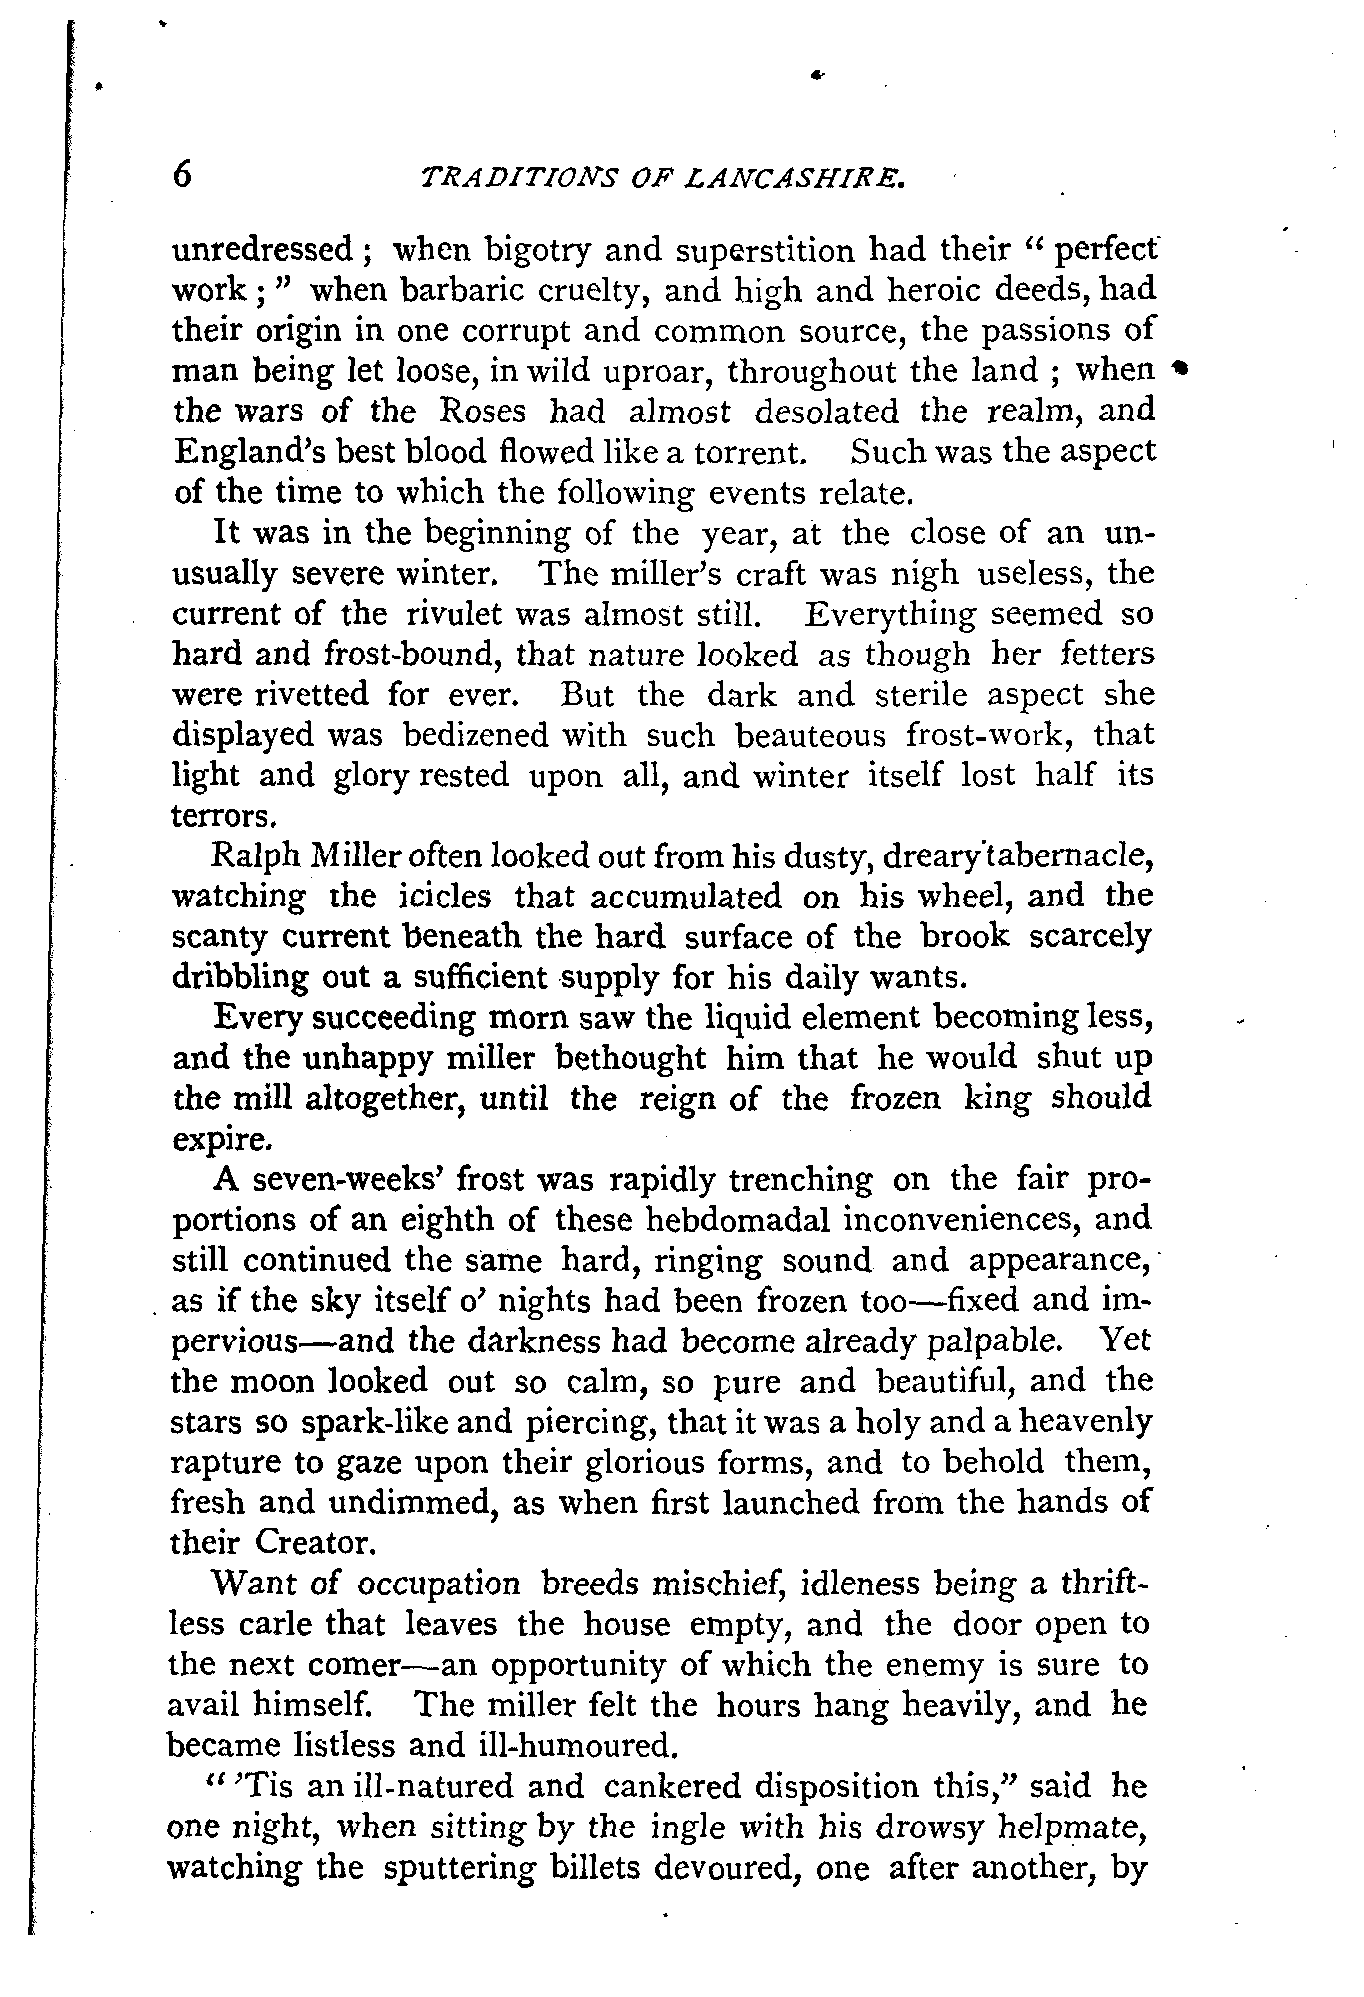 6 TRADITIONS OF LANCASHIRE.
unredressed ; when bigotry and superstition had their “ perfect
work ; ” when barbaric cruelty, and high and heroic deeds, had
their origin in one corrupt and common source, the passions of
man being let loose, in wild uproar, throughout the land ; when
the wars of the Roses had almost desolated the realm, and
England’s best blood flowed like a torrent. Such was the aspect
of the time to which the following events relate.
It was in the beginning of the year, at the close of an un-
usually severe winter. The miller’s craft was nigh useless, the
current of the rivulet was almost still. Everything seemed so
hard and frost-bound, that nature looked as though her fetters
were rivetted for ever. But the dark and sterile aspect she
displayed was bedizened with such beauteous frost-work, that
light and glory rested upon all, and winter itself lost half its
terrors.
Ralph Miller often looked out from his dusty, dreary tabernacle,
watching the icicles that accumulated on his wheel, and the
scanty current beneath the hard surface of the brook scarcely
dribbling out a sufficient supply for his daily wants.
Every succeeding morn saw the liquid element becoming less,
and the unhappy miller bethought him that he would shut up
the mill altogether, until the reign of the frozen king should
expire.
A seven-weeks’ frost was rapidly trenching on the fair pro-
portions of an eighth of these hebdomadal inconveniences, and
still continued the same hard, ringing sound and appearance,
as if the sky itself o’ nights had been frozen too—fixed and im-
pervious—and the darkness had become already palpable. Yet
the moon looked out so calm, so pure and beautiful, and the
stars so spark-like and piercing, that it was a holy and a heavenly
rapture to gaze upon their glorious forms, and to behold them,
fresh and undimmed, as when first launched from the hands of
their Creator.
Want of occupation breeds mischief, idleness being a thrift-
less carle that leaves the house empty, and the door open to
the next comer—an opportunity of which the enemy is sure to
avail himself. The miller felt the hours hang heavily, and he
became listless and ill-humoured.
“ ’Tis an ill-natured and cankered disposition this,” said he
one night, when sitting by the ingle with his drowsy helpmate,
watching the sputtering billets devoured, one after another, by